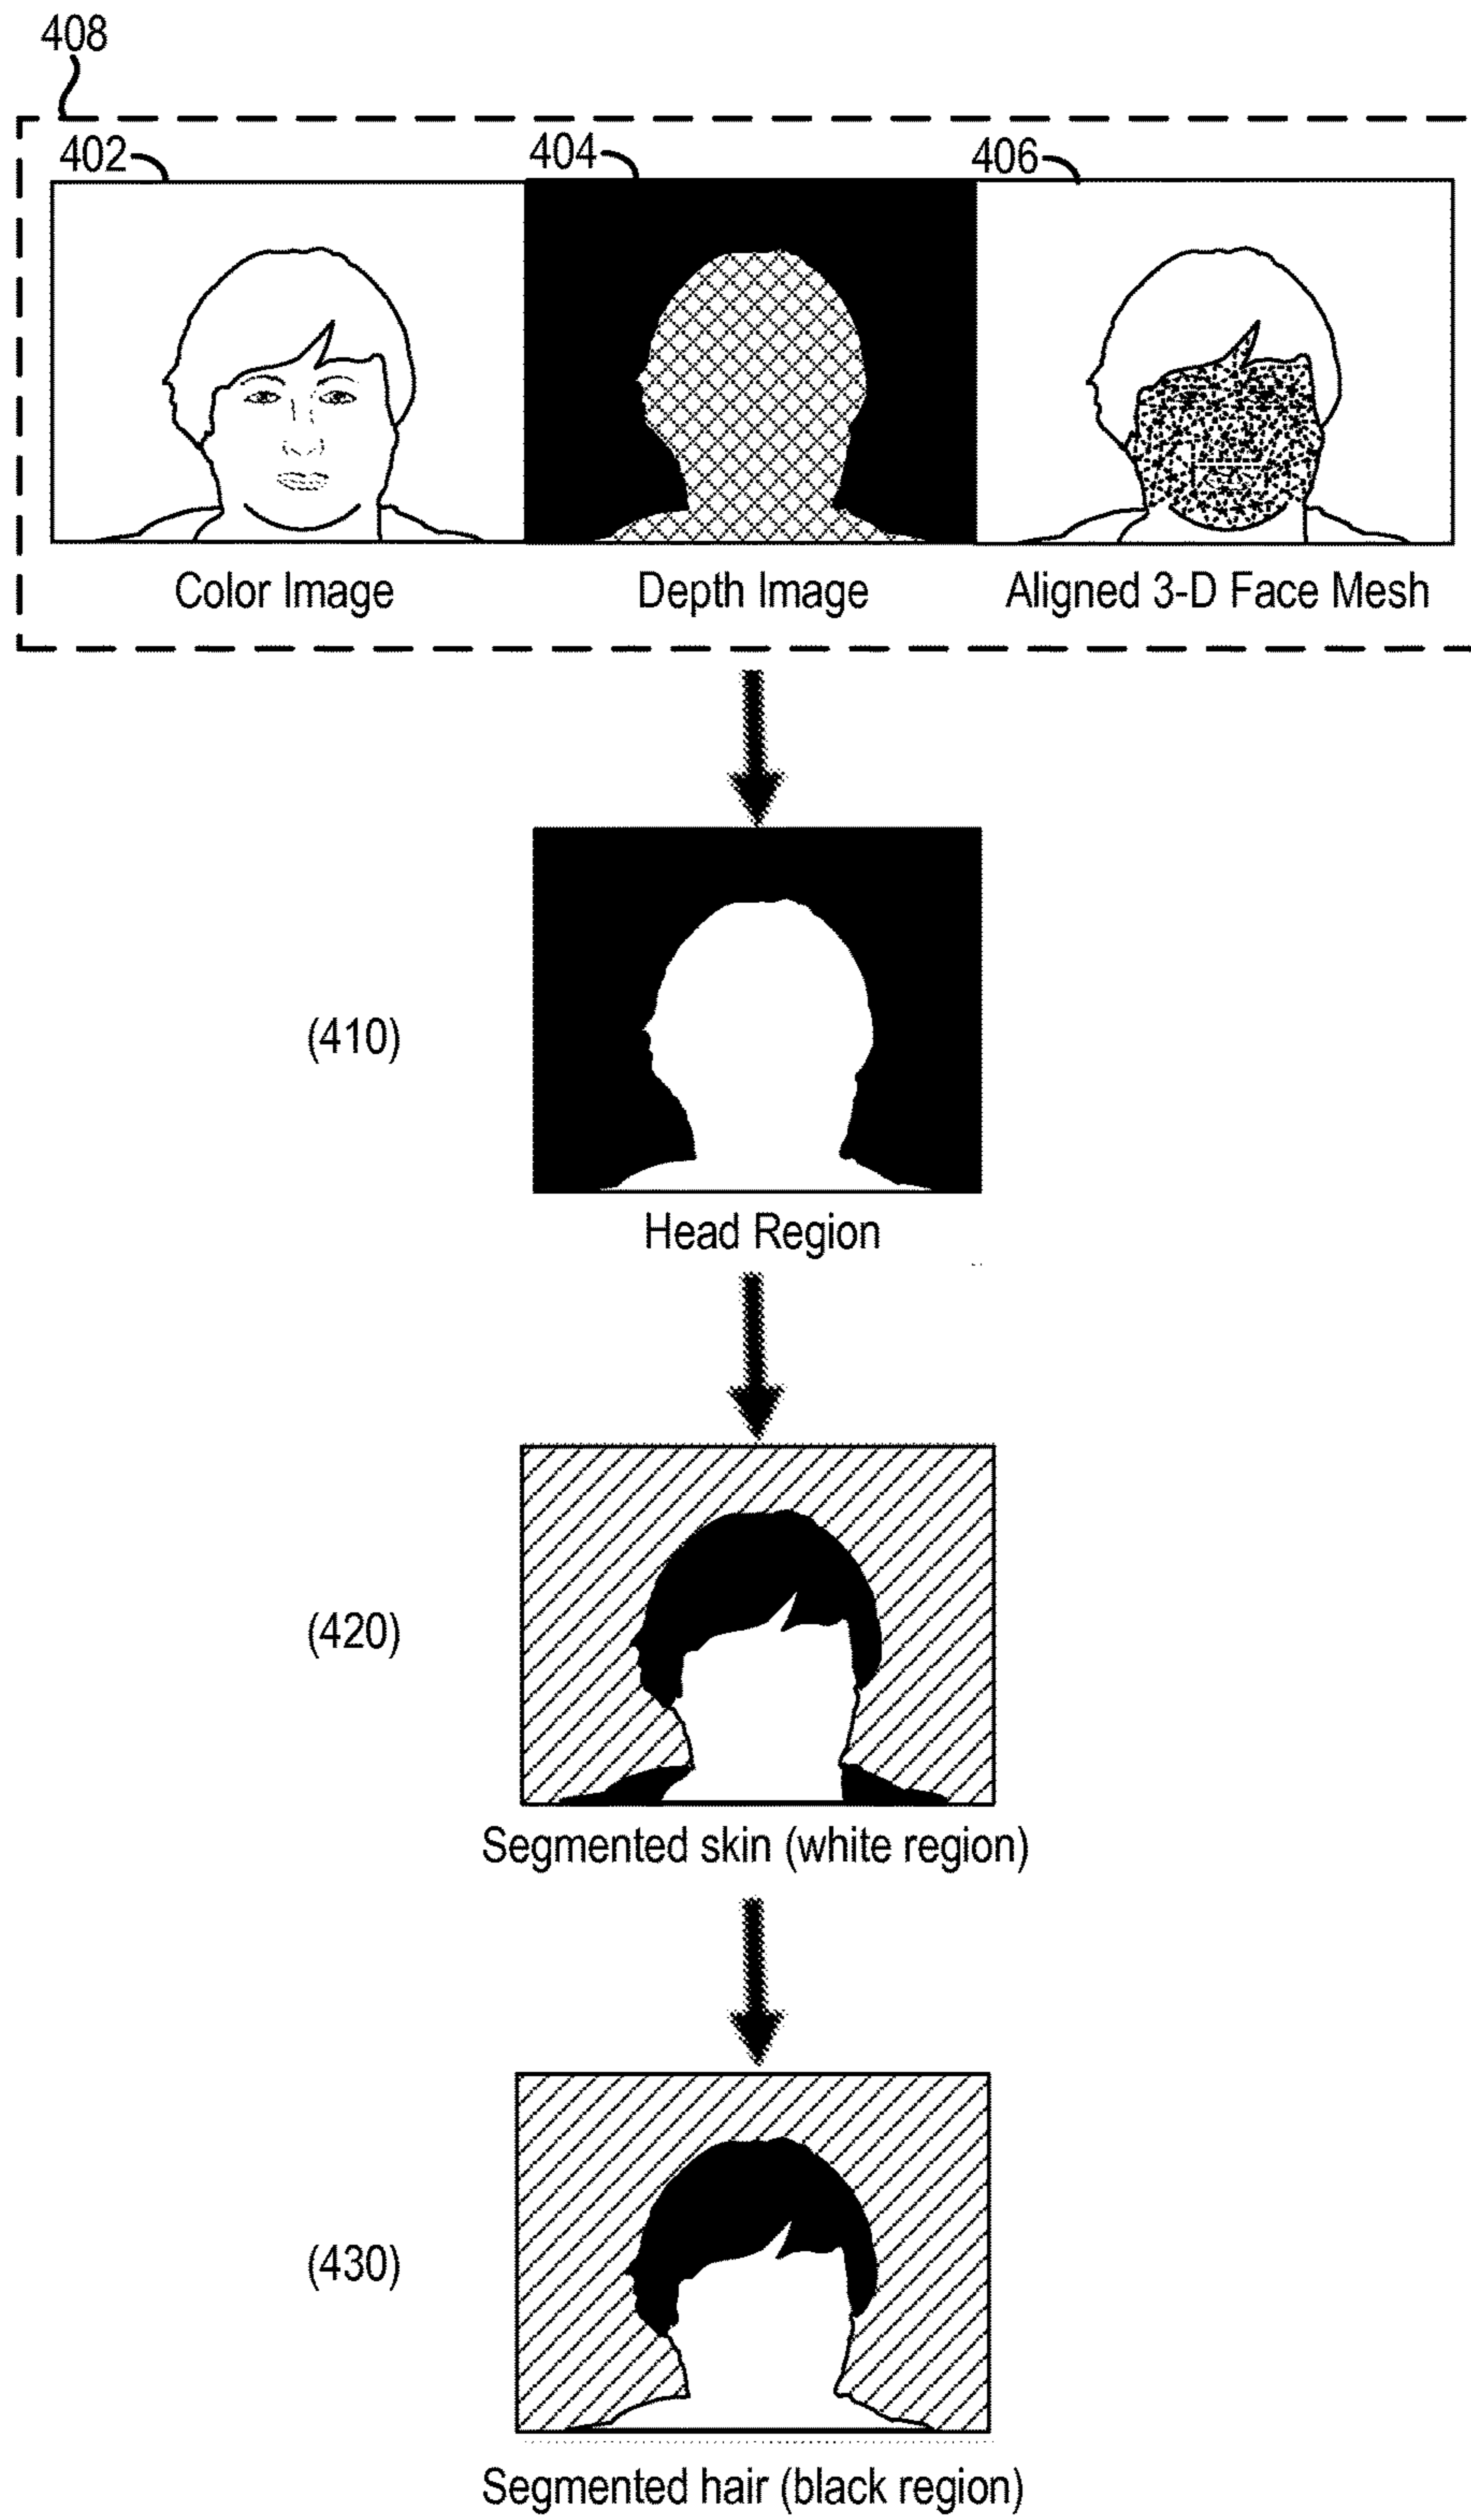 408
402
404
406
Color Image
Depth Image
Aligned 3-D Face Mesh
(410)
Head Region
(420)
Segmented skin (white region)
(430)
Segmented hair (black region)